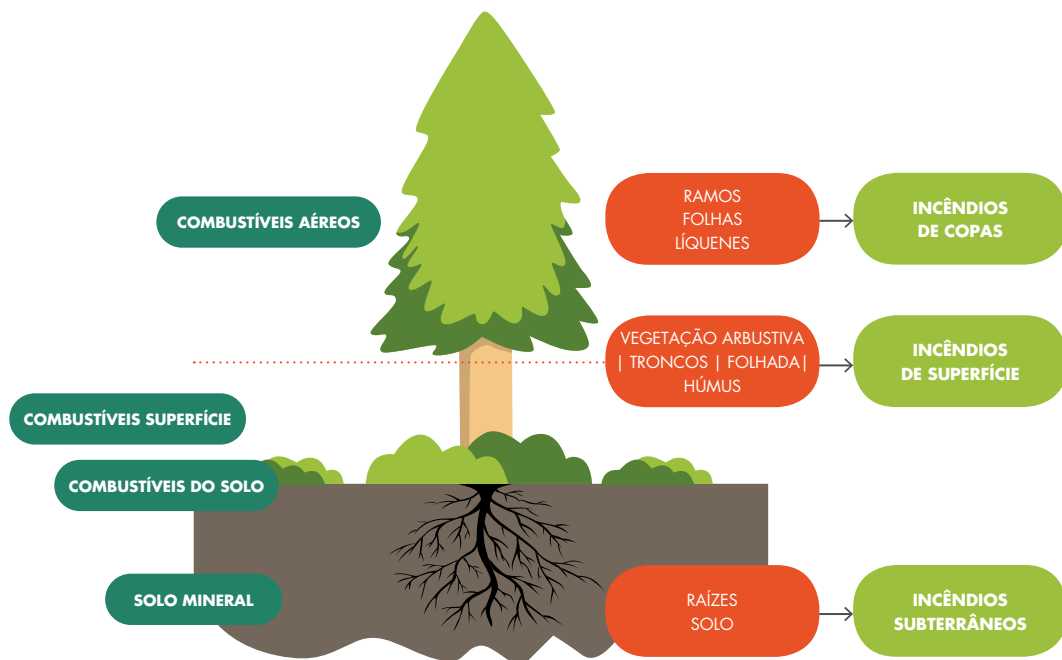 COMBUSTÍVEIS AÉREOS
RAMOS
FOLHAS
LÍQUENES
INCÊNDIOS
DE COPAS
VEGETAÇÃO ARBUSTIVA
| TRONCOS | FOLHADA|
HÚMUS
INCÊNDIOS
DE SUPERFÍCIE
COMBUSTÍVEIS SUPERFÍCIE
COMBUSTÍVEIS DO SOLO
SOLO MINERAL
RAÍZES
SOLO
INCÊNDIOS
SUBTERRÂNEOS